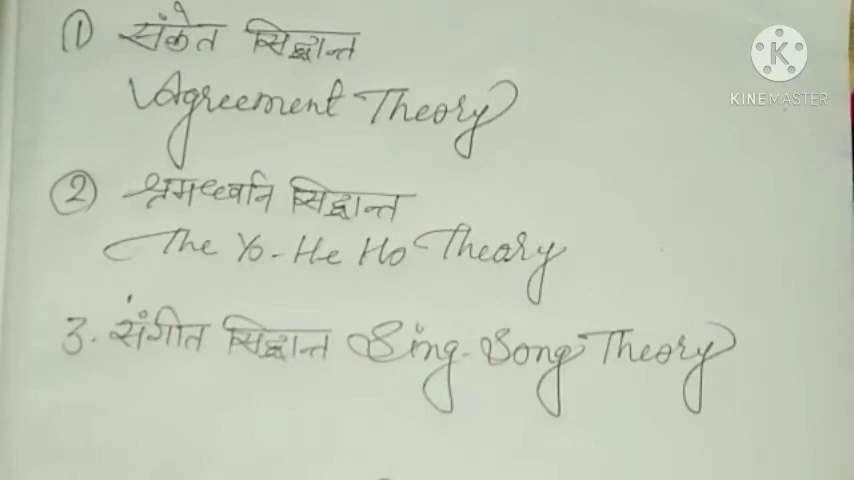 ① संकेत सिद्धान्त
Agreement Theory
② श्रमध्वनि सिद्धान्त
The Yo-He Ho Theory
3. संगीत सिद्धान्त Sing-Song Theory
KINEMASTER